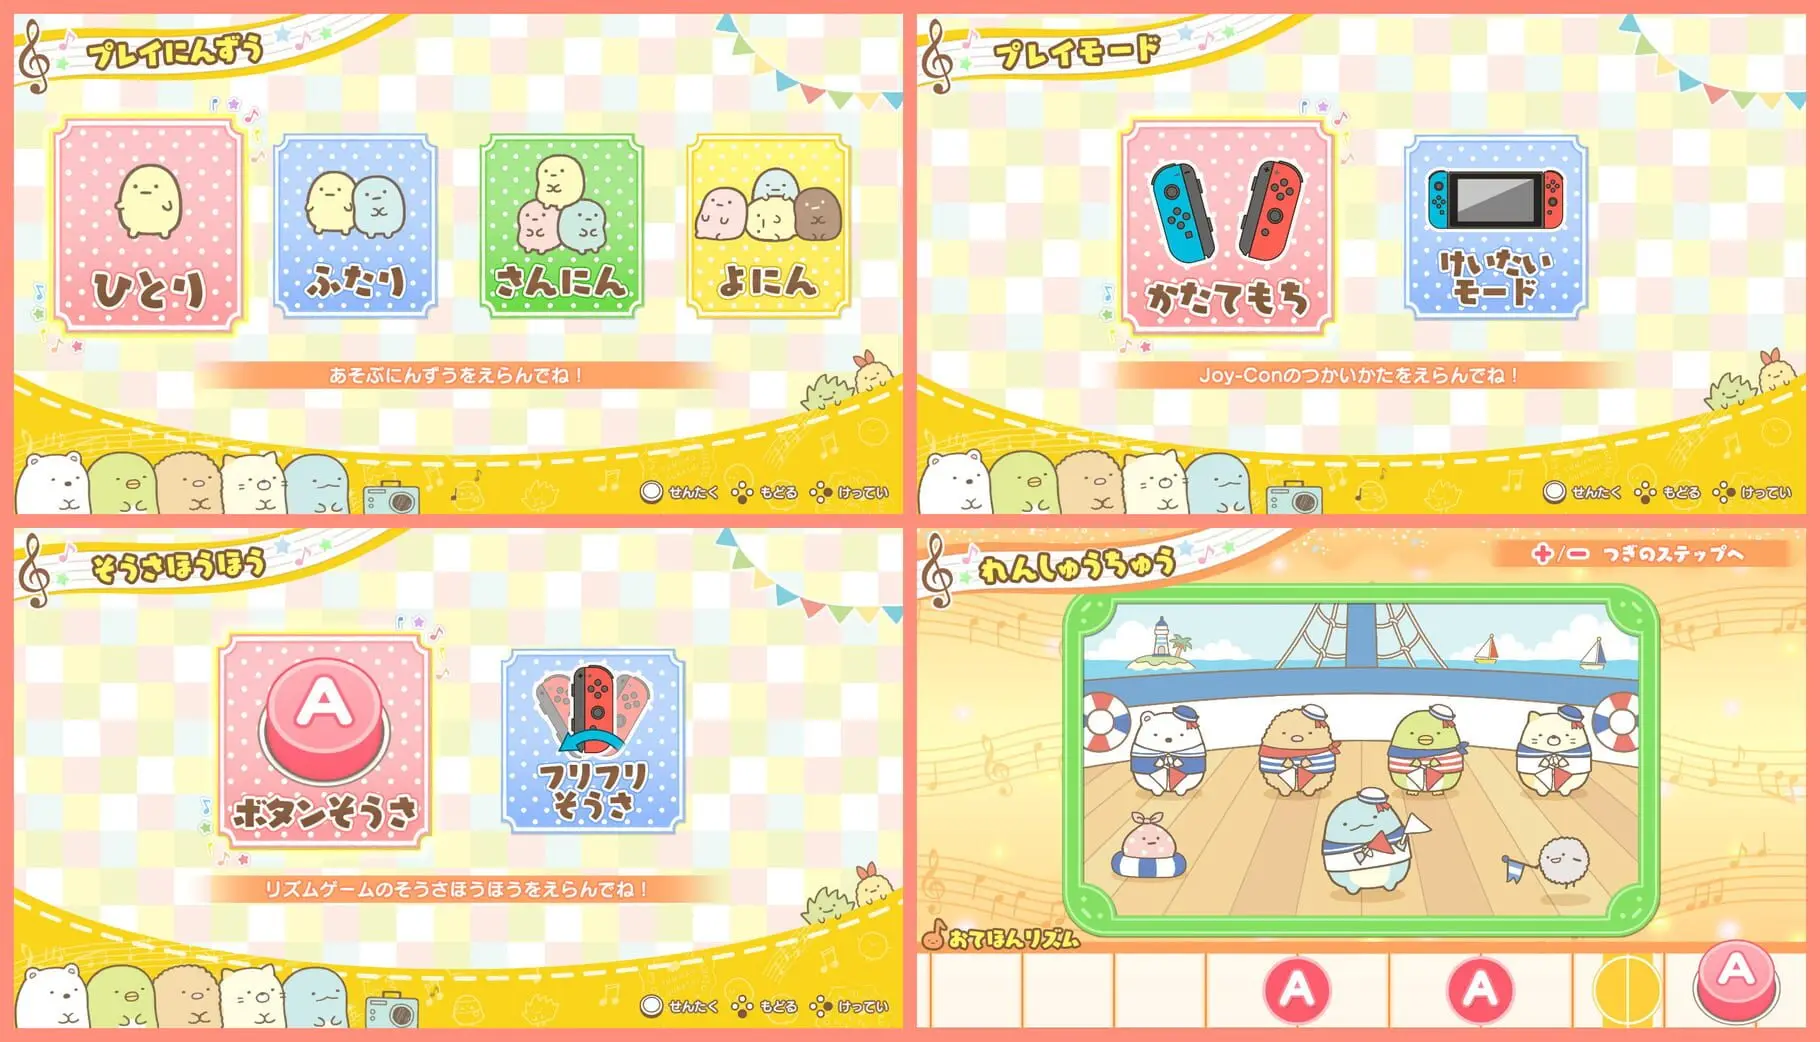 プレイにんずう
ひとり
ふたり
さんにん
よにん
あそぶにんずうをえらんでね！
せんたく
もどる
けってい
プレイモード
かたてもち
けいたい
モード
Joy-Conのつかいかたをえらんでね！
せんたく
もどる
けってい
そうさほうほう
A
ボタンそうさ
フリフリ
そうさ
リズムゲームのそうさほうほうをえらんでね！
せんたく
もどる
けってい
れんしゅうちゅう
+/− つぎのステップへ
おてほんリズム
A
A
A